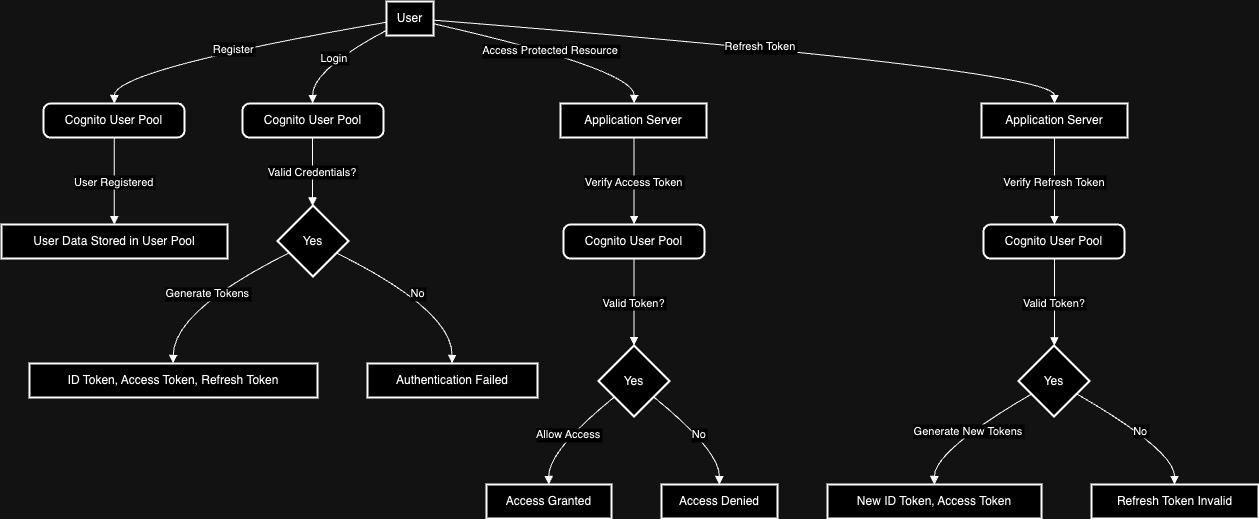 User
Register
Login
Access Protected Resource
Refresh Token
Cognito User Pool
Cognito User Pool
Application Server
Application Server
User Registered
Valid Credentials?
Verify Access Token
Verify Refresh Token
User Data Stored in User Pool
Yes
Cognito User Pool
Cognito User Pool
Generate Tokens
No
Valid Token?
Valid Token?
ID Token, Access Token, Refresh Token
Authentication Failed
Yes
Yes
Allow Access
No
Generate New Tokens
No
Access Granted
Access Denied
New ID Token, Access Token
Refresh Token Invalid